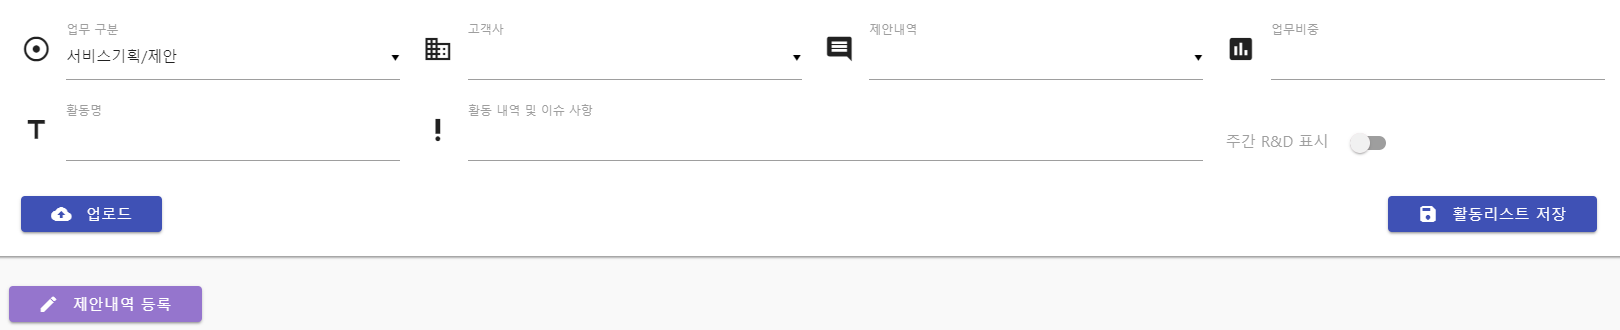 업무 구분
서비스기획/제안
고객사
제안내역
업무비중
활동명
활동 내역 및 이슈 사항
주간 R&D 표시
업로드
활동리스트 저장
제안내역 등록